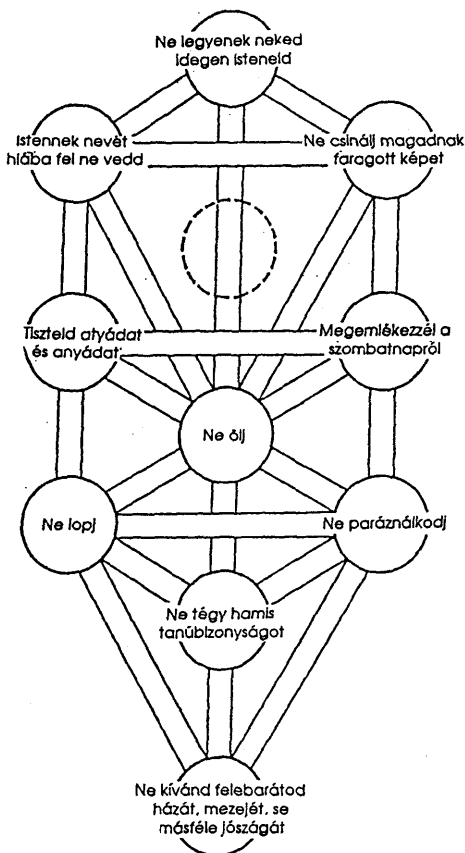 Ne legyenek neked
idegen isteneid
Istennek nevét
hiába fel ne vedd
Ne csinálj magadnak
faragott képet
Tiszteld atyádat
és anyádat
Megemlékezzél a
szombatnapról
Ne ölj
Ne lopj
Ne paráználkodj
Ne tégy hamis
tanúbizonyságot
Ne kívánd felebarátod
házát, mezejét, se
másféle jószágát